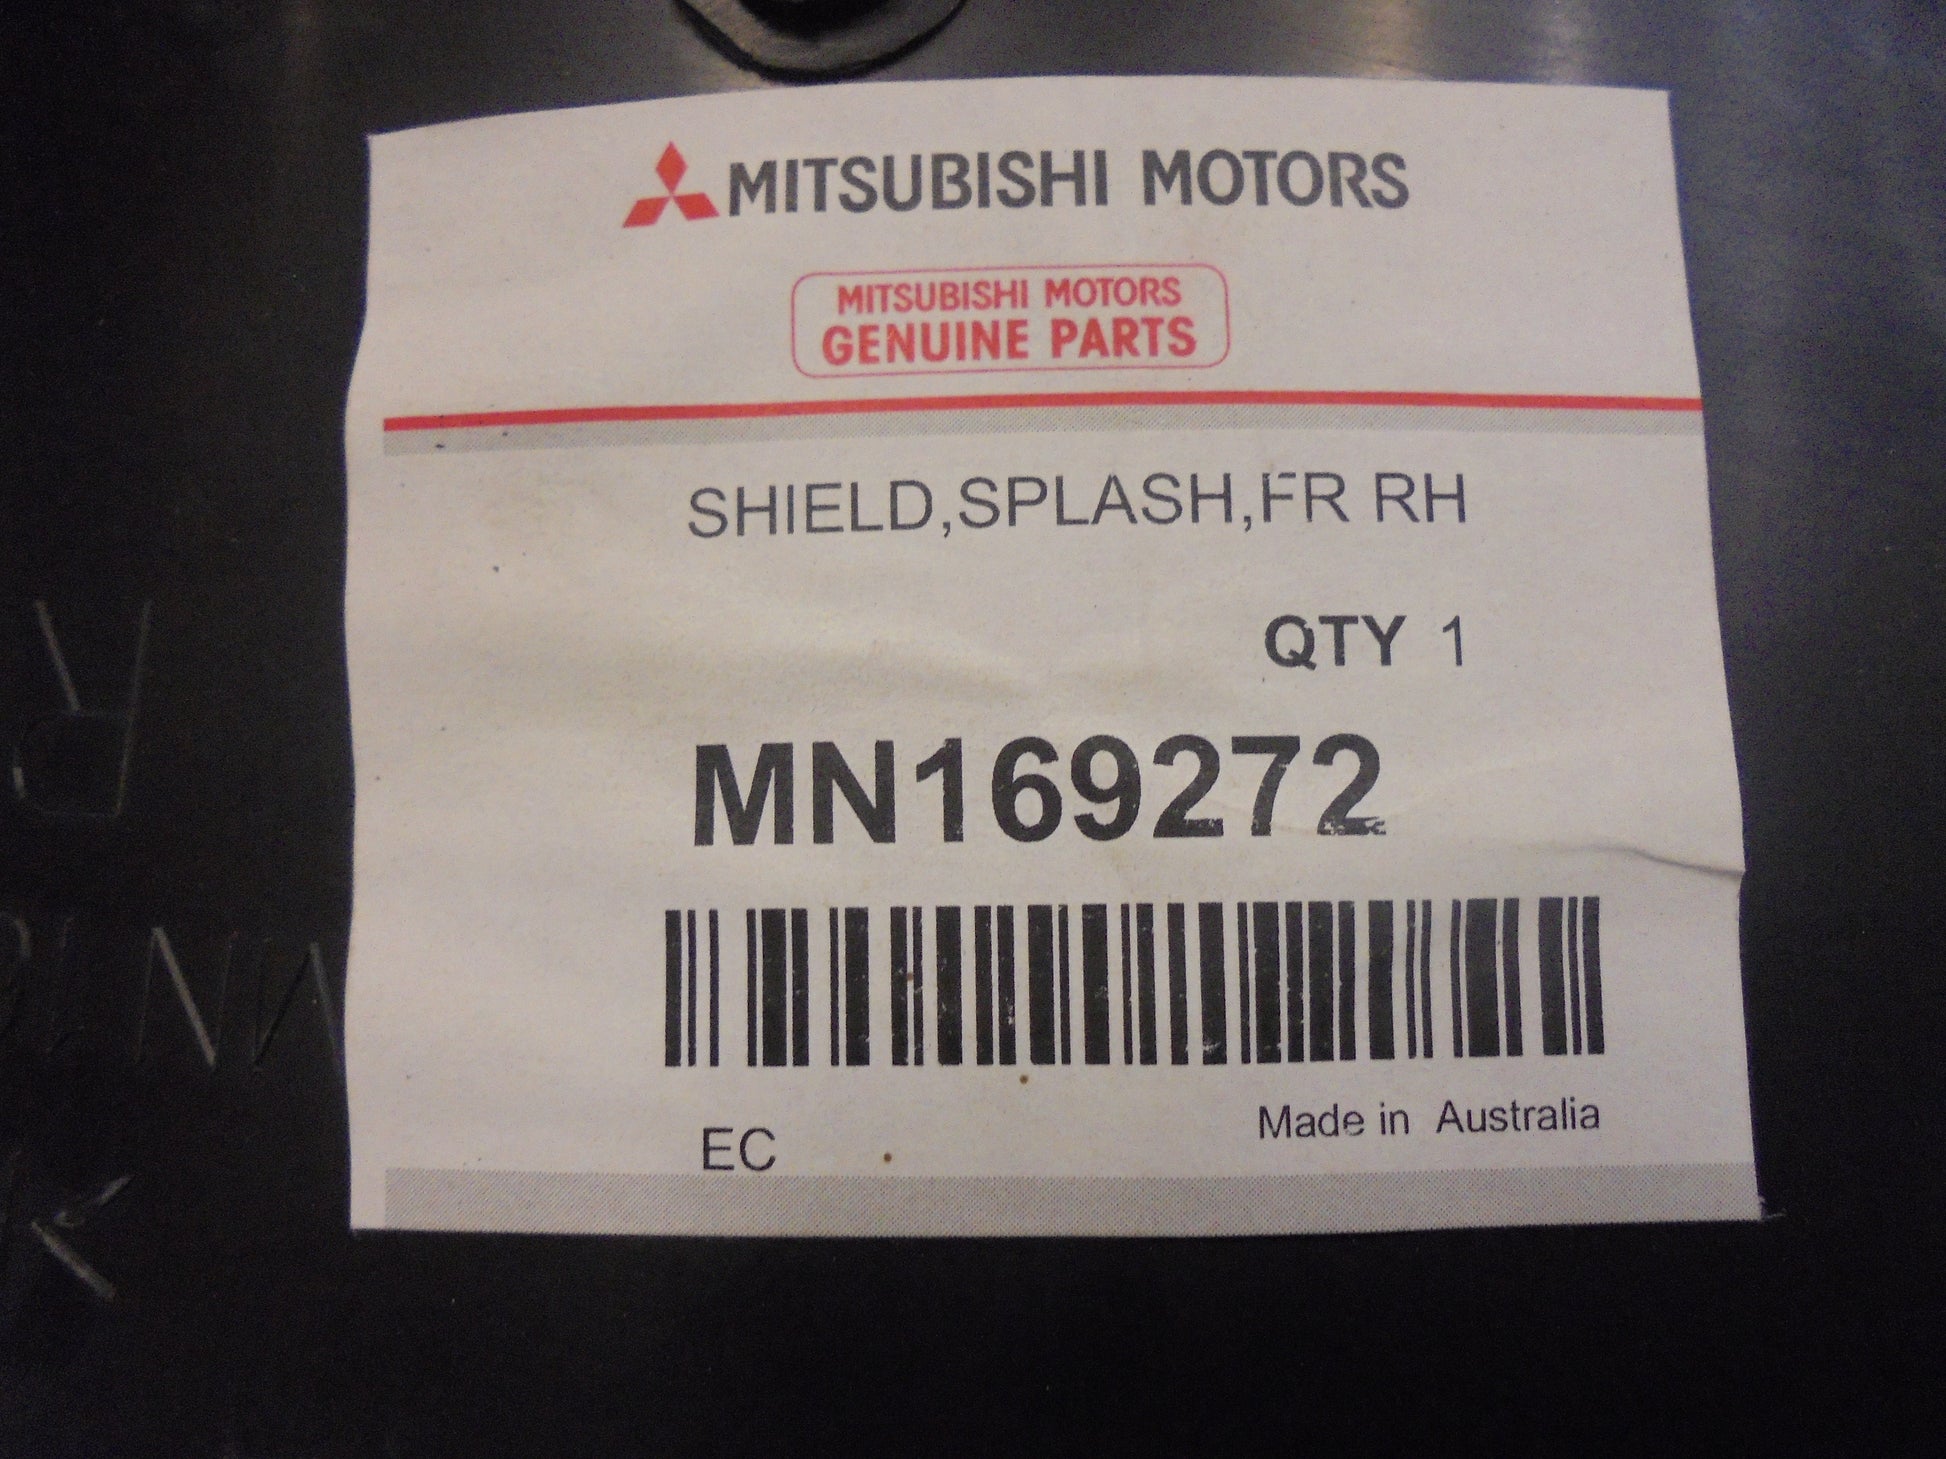 MITSUBISHI MOTORS
MITSUBISHI MOTORS
GENUINE PARTS
SHIELD,SPLASH,FR RH
QTY 1
MN169272
EC
Made in Australia